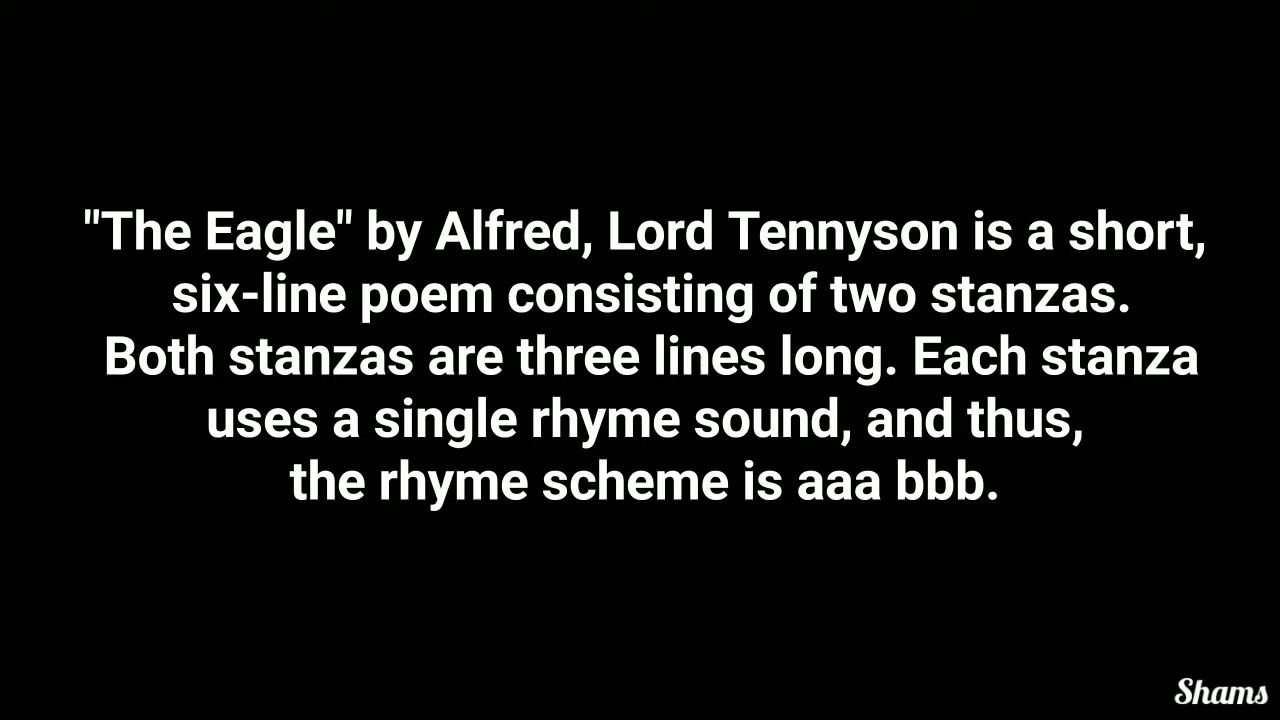 "The Eagle" by Alfred, Lord Tennyson is a short,
six-line poem consisting of two stanzas.
Both stanzas are three lines long. Each stanza
uses a single rhyme sound, and thus,
the rhyme scheme is aaa bbb.
Shams